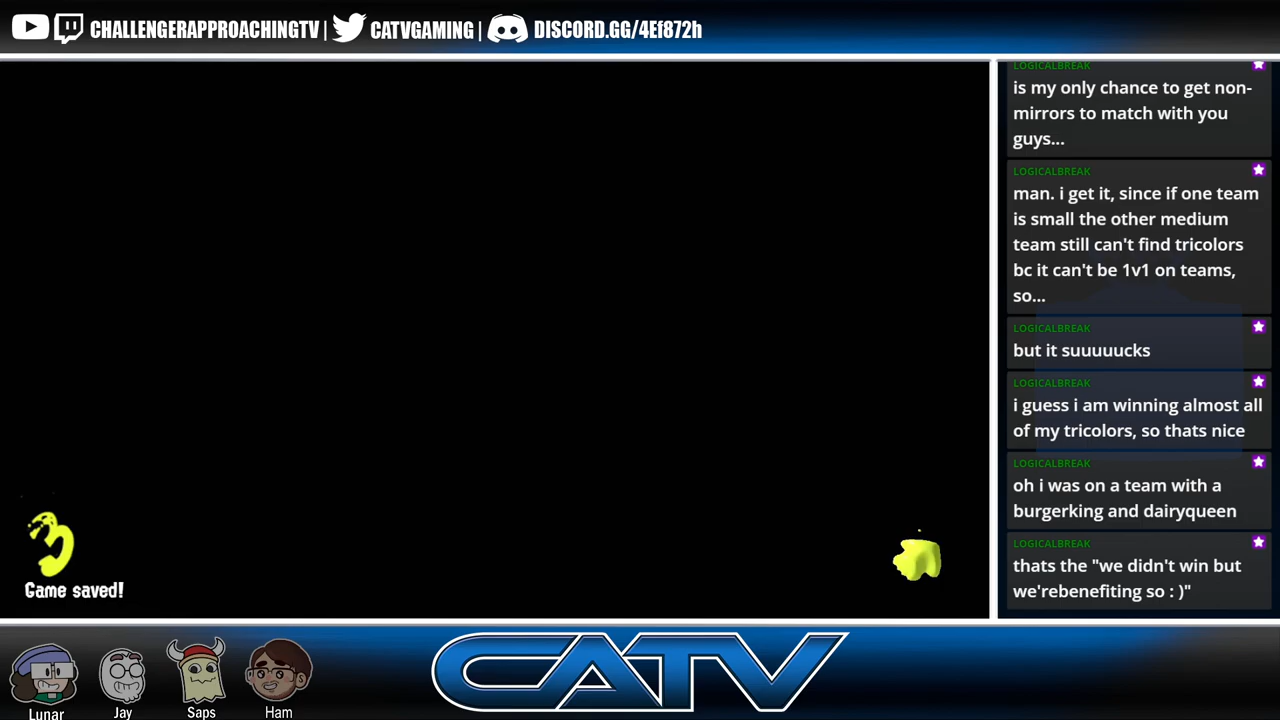 CHALLENGERAPPROACHINGTV | CATVGAMING | DISCORD.GG/4Ef872h
LOGICALBREAK
is my only chance to get non-
mirrors to match with you
guys...
LOGICALBREAK
man. i get it, since if one team
is small the other medium
team still can't find tricolors
bc it can't be 1v1 on teams,
so...
LOGICALBREAK
but it suuuuucks
LOGICALBREAK
i guess i am winning almost all
of my tricolors, so thats nice
LOGICALBREAK
oh i was on a team with a
burgerking and dairyqueen
LOGICALBREAK
thats the "we didn't win but
we'rebenefiting so : )"
3
Game saved!
CATV
Lunar Jay Saps Ham